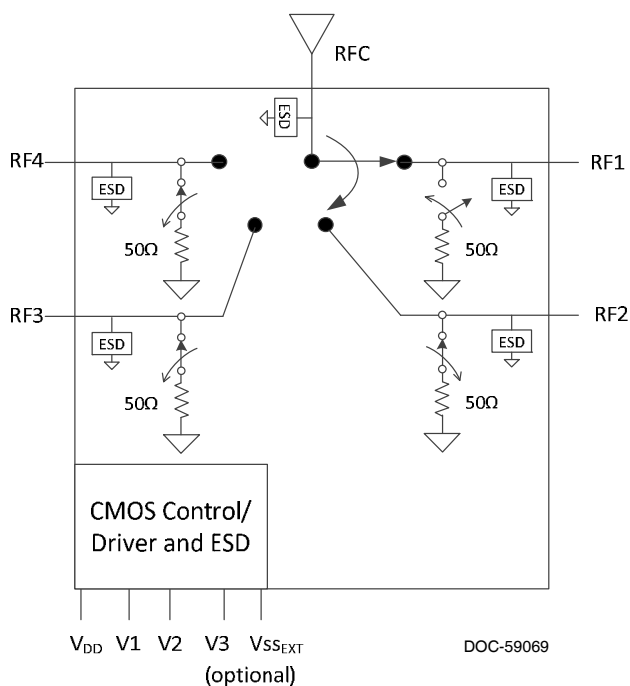 RFC
ESD
RF4
RF1
ESD
ESD
50Ω
50Ω
RF3
RF2
ESD
ESD
50Ω
50Ω
CMOS Control/
Driver and ESD
VDD V1 V2 V3 VSSEXT
(optional)
DOC-59069